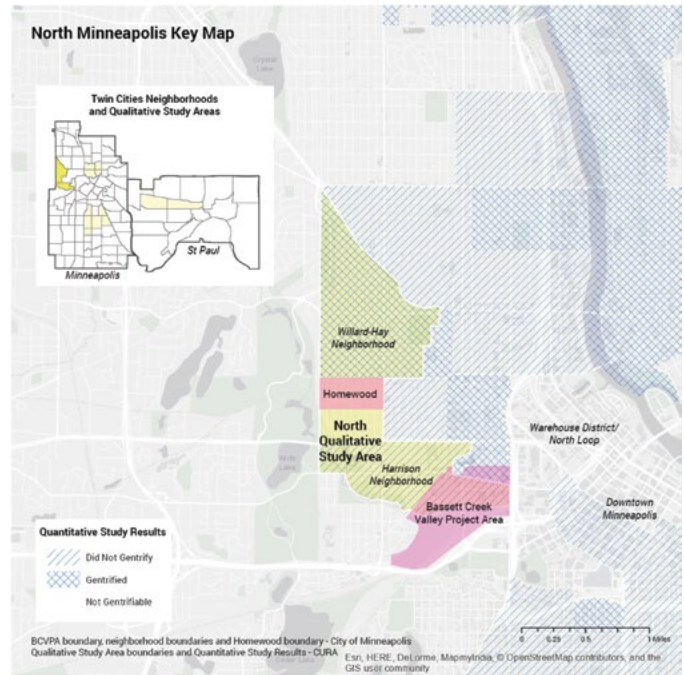 North Minneapolis Key Map
Twin Cities Neighborhoods
and Qualitative Study Areas
St Paul
Minneapolis
Willard-Hay
Neighborhood
Homewood
North
Qualitative
Study Area
Harrison
Neighborhood
Warehouse District/
North Loop
Bassett Creek
Valley Project Area
Downtown
Minneapolis
Quantitative Study Results
Did Not Gentrify
Gentrified
Not Gentrifiable
0 0.25 0.5 1 Miles
BCVPA boundary, neighborhood boundaries and Homewood boundary - City of Minneapolis
Qualitative Study Area boundaries and Quantitative Study Results - CURA
Esri, HERE, DeLorme, MapmyIndia, © OpenStreetMap contributors, and the
GIS user community